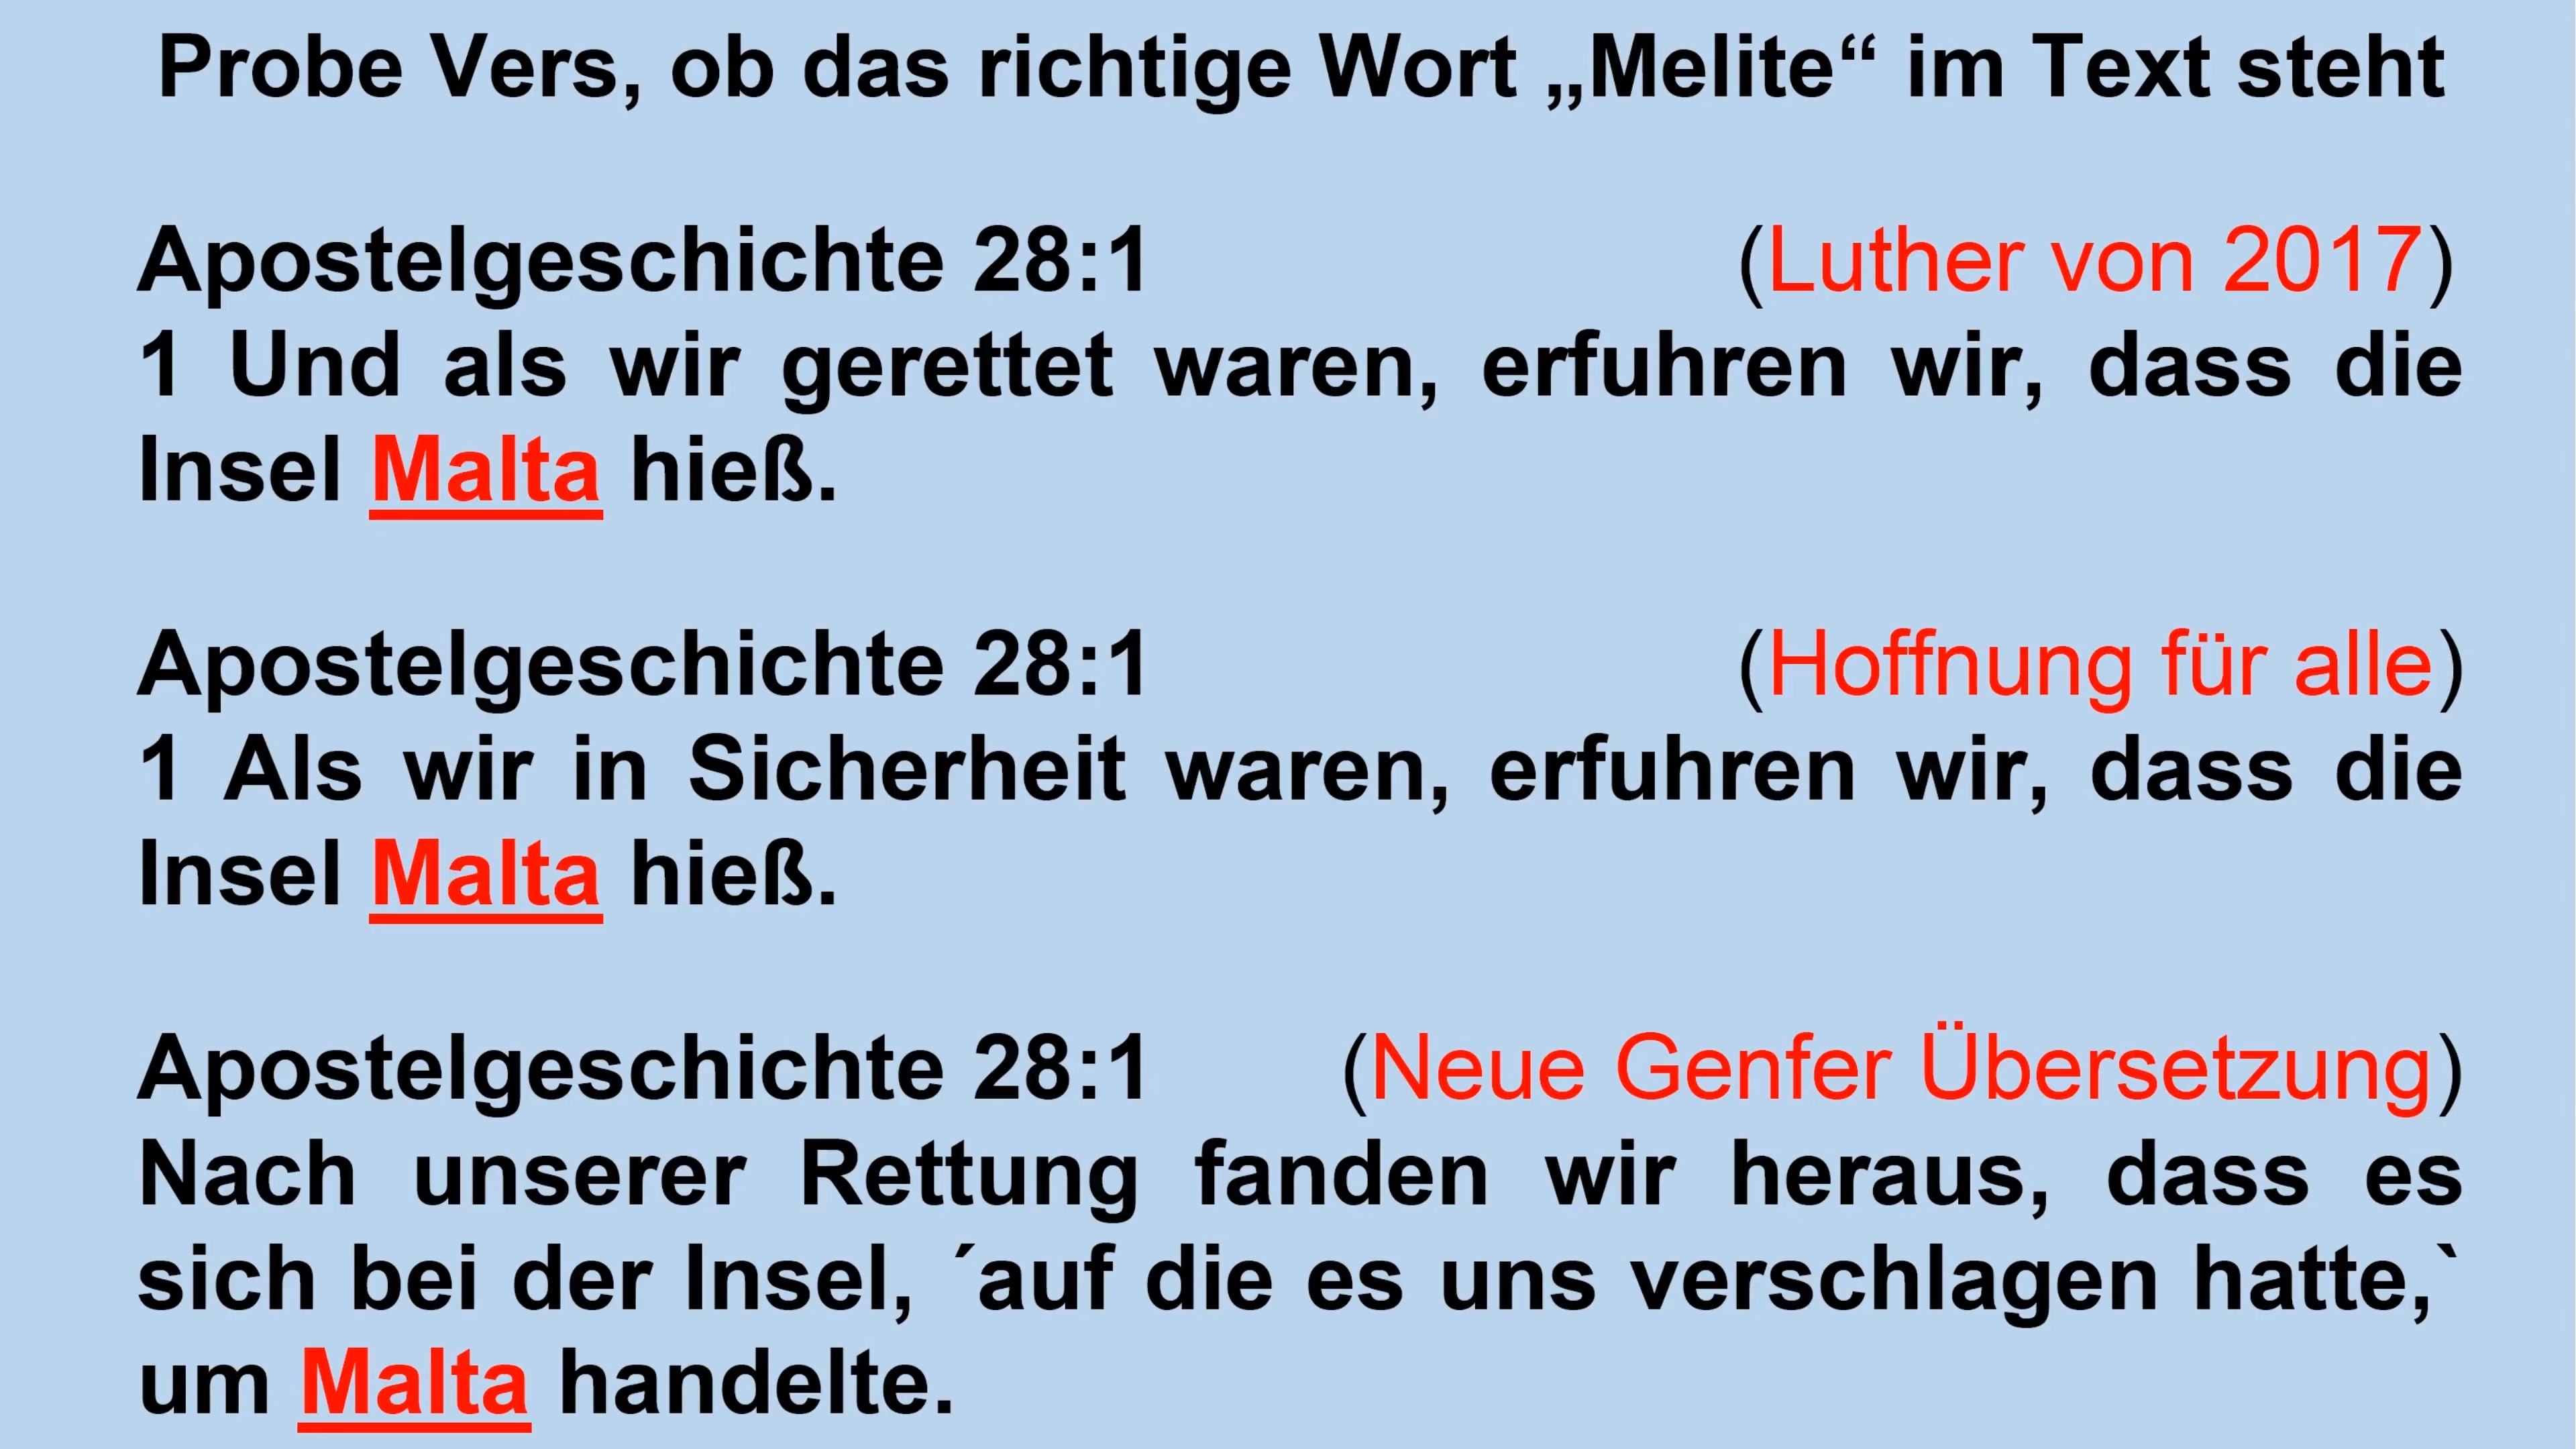 Probe Vers, ob das richtige Wort „Melite“ im Text steht
Apostelgeschichte 28:1 (Luther von 2017)
1 Und als wir gerettet waren, erfuhren wir, dass die
Insel Malta hieß.
Apostelgeschichte 28:1 (Hoffnung für alle)
1 Als wir in Sicherheit waren, erfuhren wir, dass die
Insel Malta hieß.
Apostelgeschichte 28:1 (Neue Genfer Übersetzung)
Nach unserer Rettung fanden wir heraus, dass es
sich bei der Insel, ´auf die es uns verschlagen hatte,`
um Malta handelte.